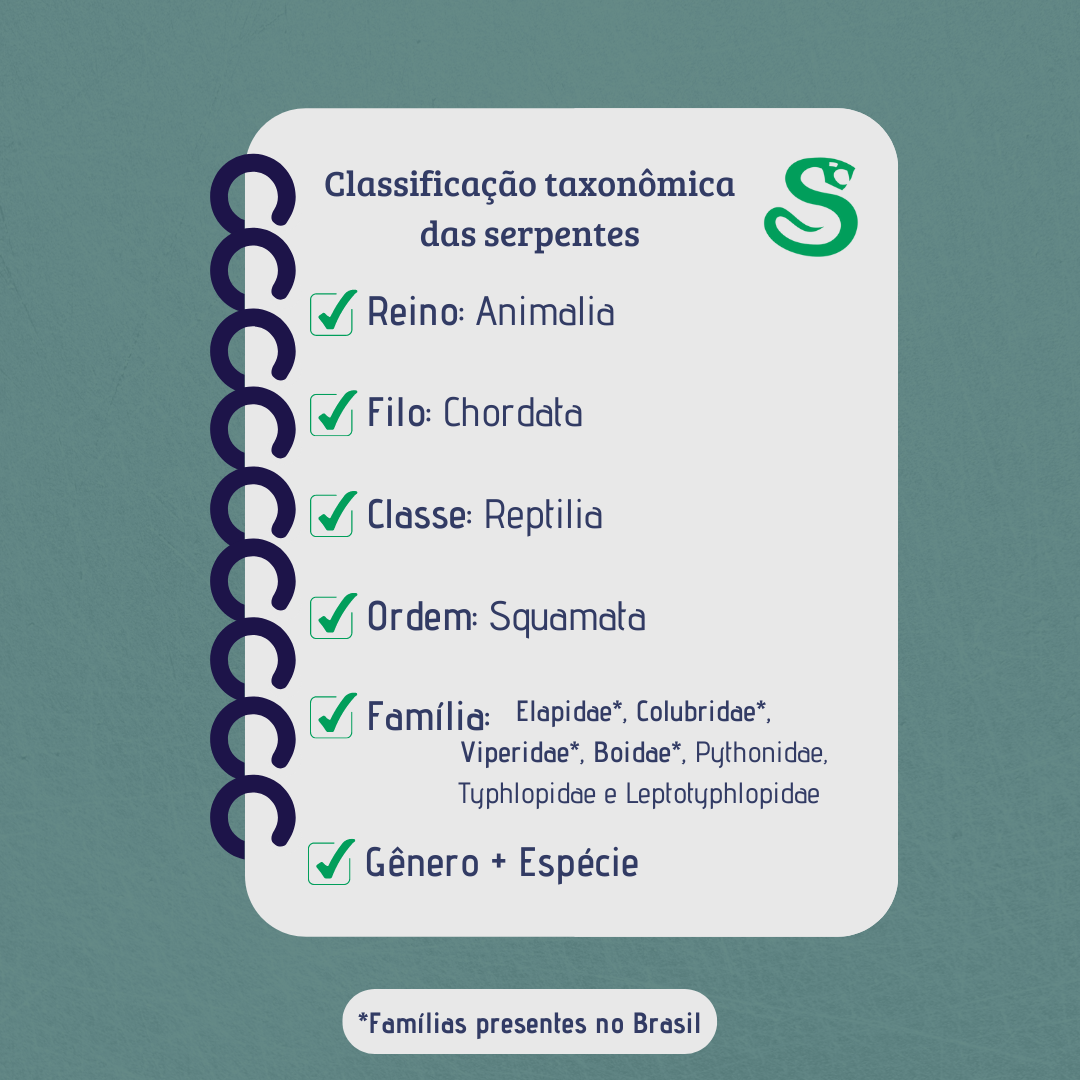 Classificação taxonômica
das serpentes
Reino: Animalia
Filo: Chordata
Classe: Reptilia
Ordem: Squamata
Família: Elapidae*, Colubridae*,
Viperidae*, Boidae*, Pythonidae,
Typhlopidae e Leptotyphlopidae
Gênero + Espécie
*Famílias presentes no Brasil